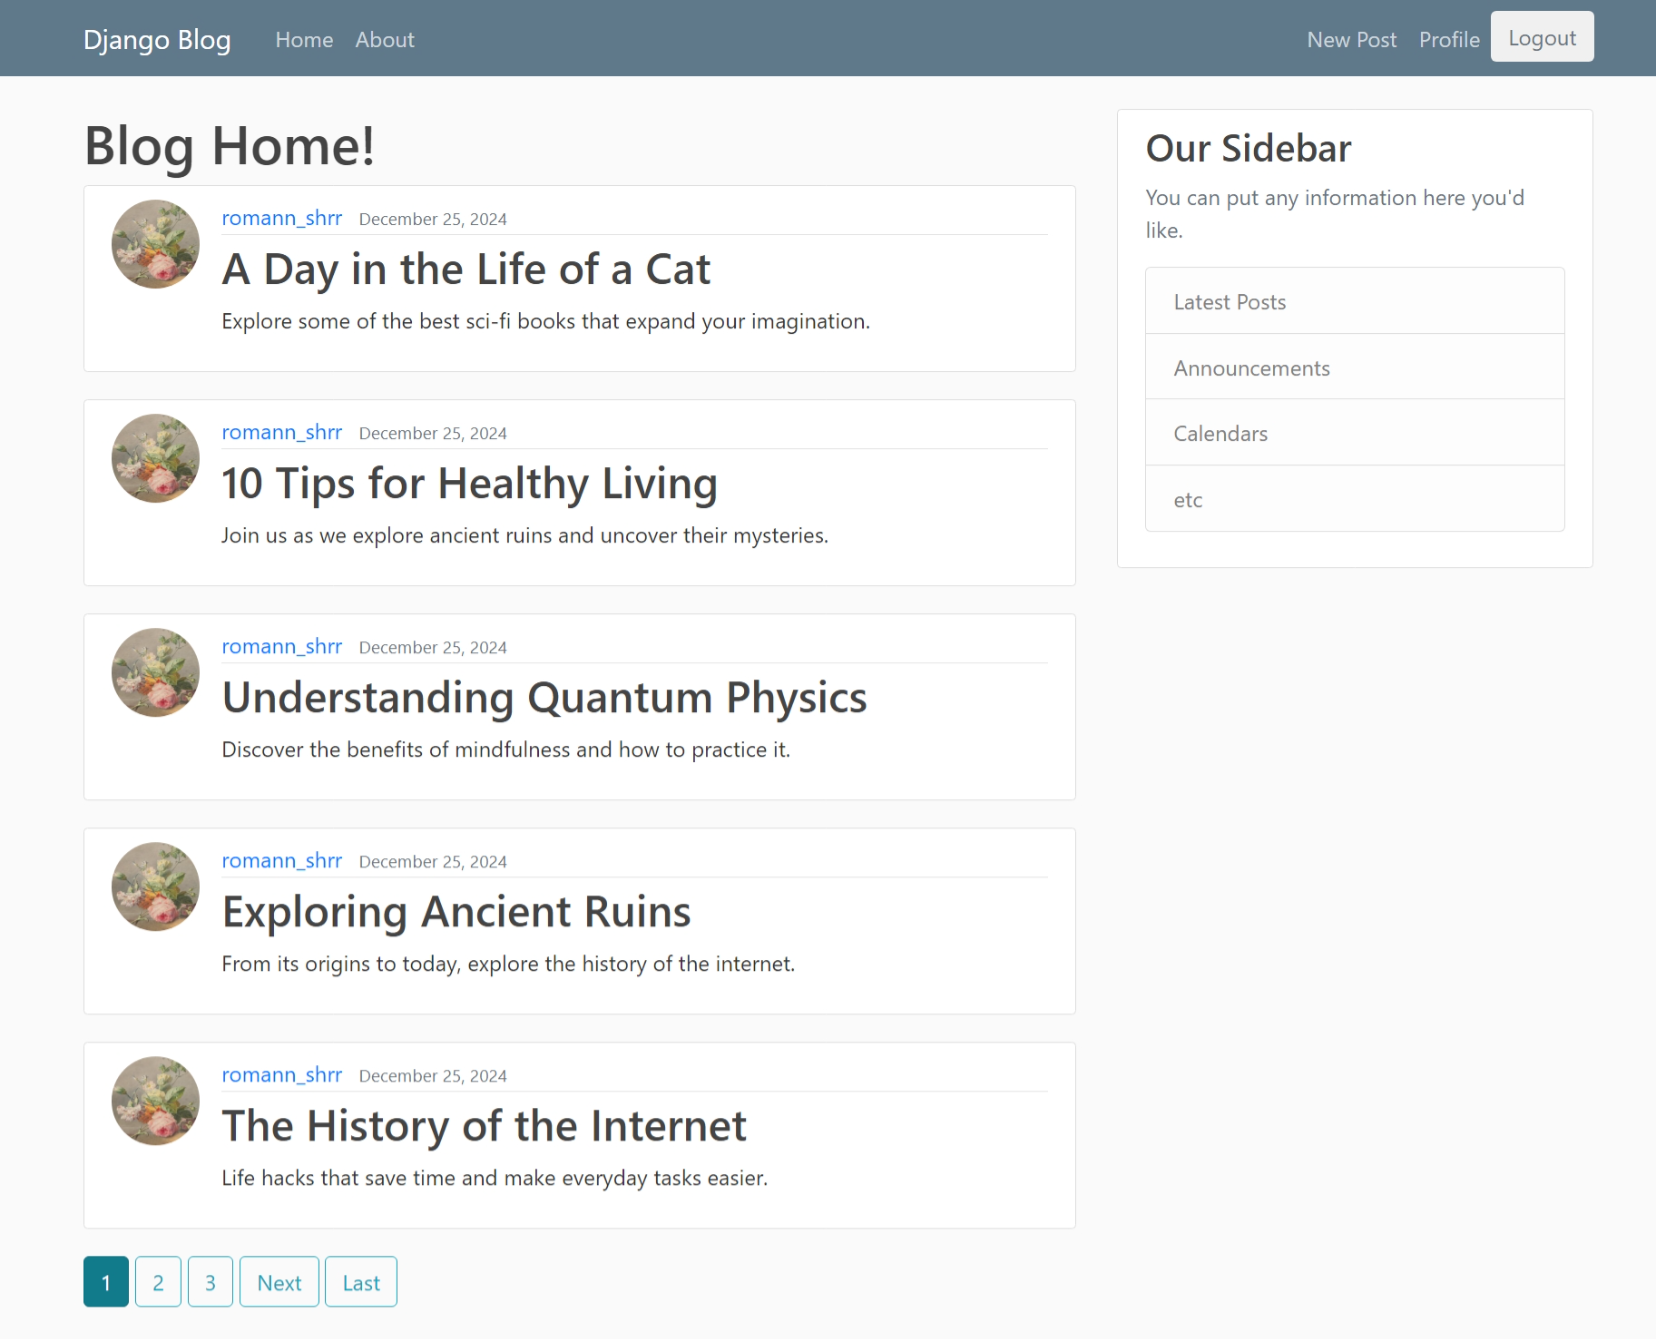 Django Blog Home About New Post Profile Logout
Blog Home!
romann_shrr December 25, 2024
A Day in the Life of a Cat
Explore some of the best sci-fi books that expand your imagination.
romann_shrr December 25, 2024
10 Tips for Healthy Living
Join us as we explore ancient ruins and uncover their mysteries.
romann_shrr December 25, 2024
Understanding Quantum Physics
Discover the benefits of mindfulness and how to practice it.
romann_shrr December 25, 2024
Exploring Ancient Ruins
From its origins to today, explore the history of the internet.
romann_shrr December 25, 2024
The History of the Internet
Life hacks that save time and make everyday tasks easier.
1 2 3 Next Last
Our Sidebar
You can put any information here you'd
like.
Latest Posts
Announcements
Calendars
etc